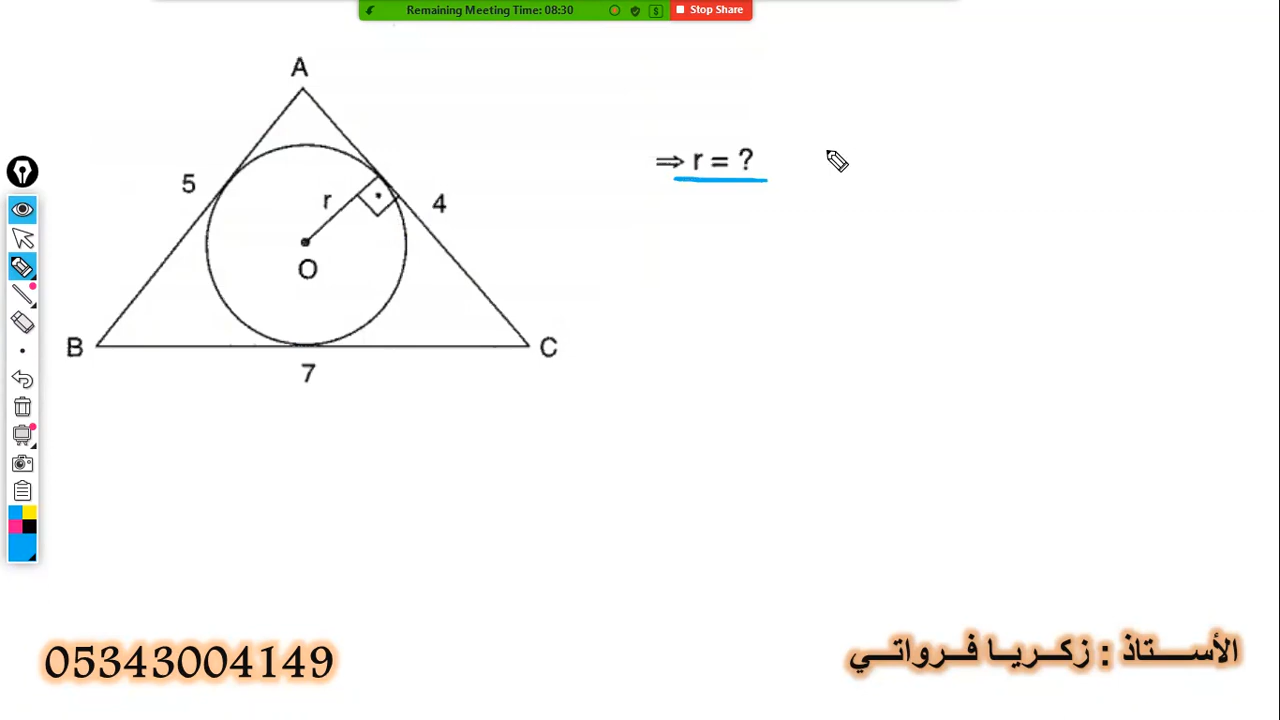 Remaining Meeting Time: 08:30
Stop Share
A
⇒ r = ?
5
r
4
O
B
C
7
05343004149
الأستاذ : زكريا فرواتي